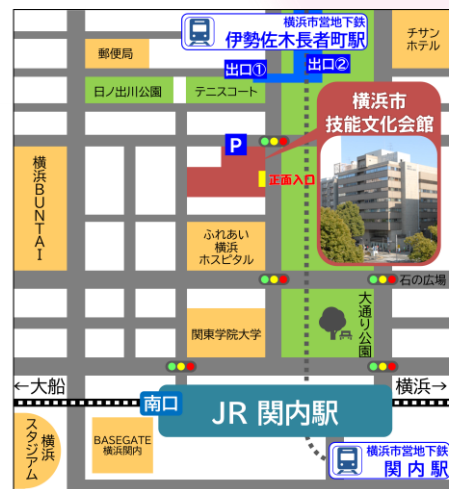 横浜市営地下鉄
伊勢佐木長者町駅
チサン
ホテル
郵便局
出口①
出口②
日ノ出川公園
テニスコート
横浜市
技能文化会館
P
正面入口
横浜BUNTAI
ふれあい
横浜
ホスピタル
石の広場
大通り公園
関東学院大学
←大船
横浜→
南口
JR 関内駅
横浜
スタジアム
BASEGATE
横浜関内
横浜市営地下鉄
関内駅